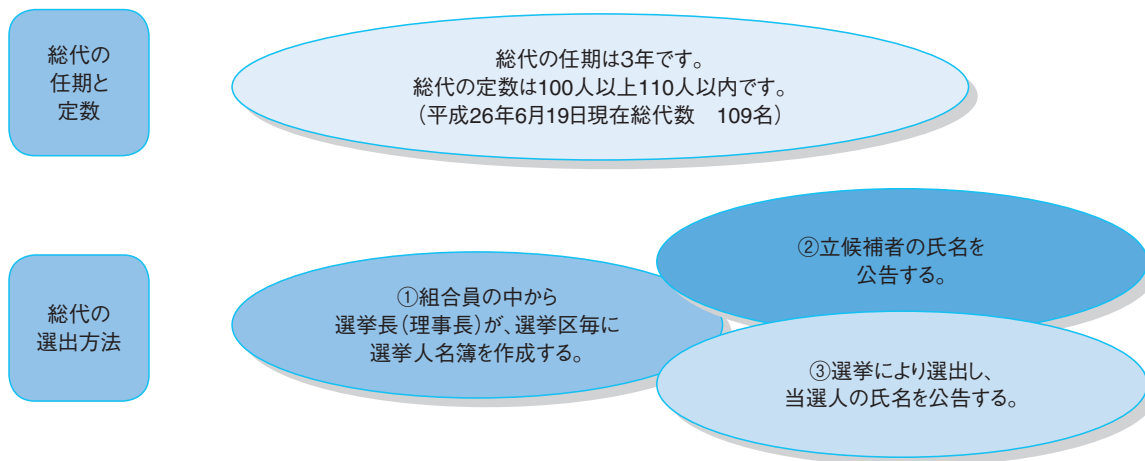 総代の
任期と
定数
総代の任期は3年です。
総代の定数は100人以上110人以内です。
（平成26年6月19日現在総代数　109名）
総代の
選出方法
①組合員の中から
選挙長（理事長）が、選挙区毎に
選挙人名簿を作成する。
②立候補者の氏名を
公告する。
③選挙により選出し、
当選人の氏名を公告する。